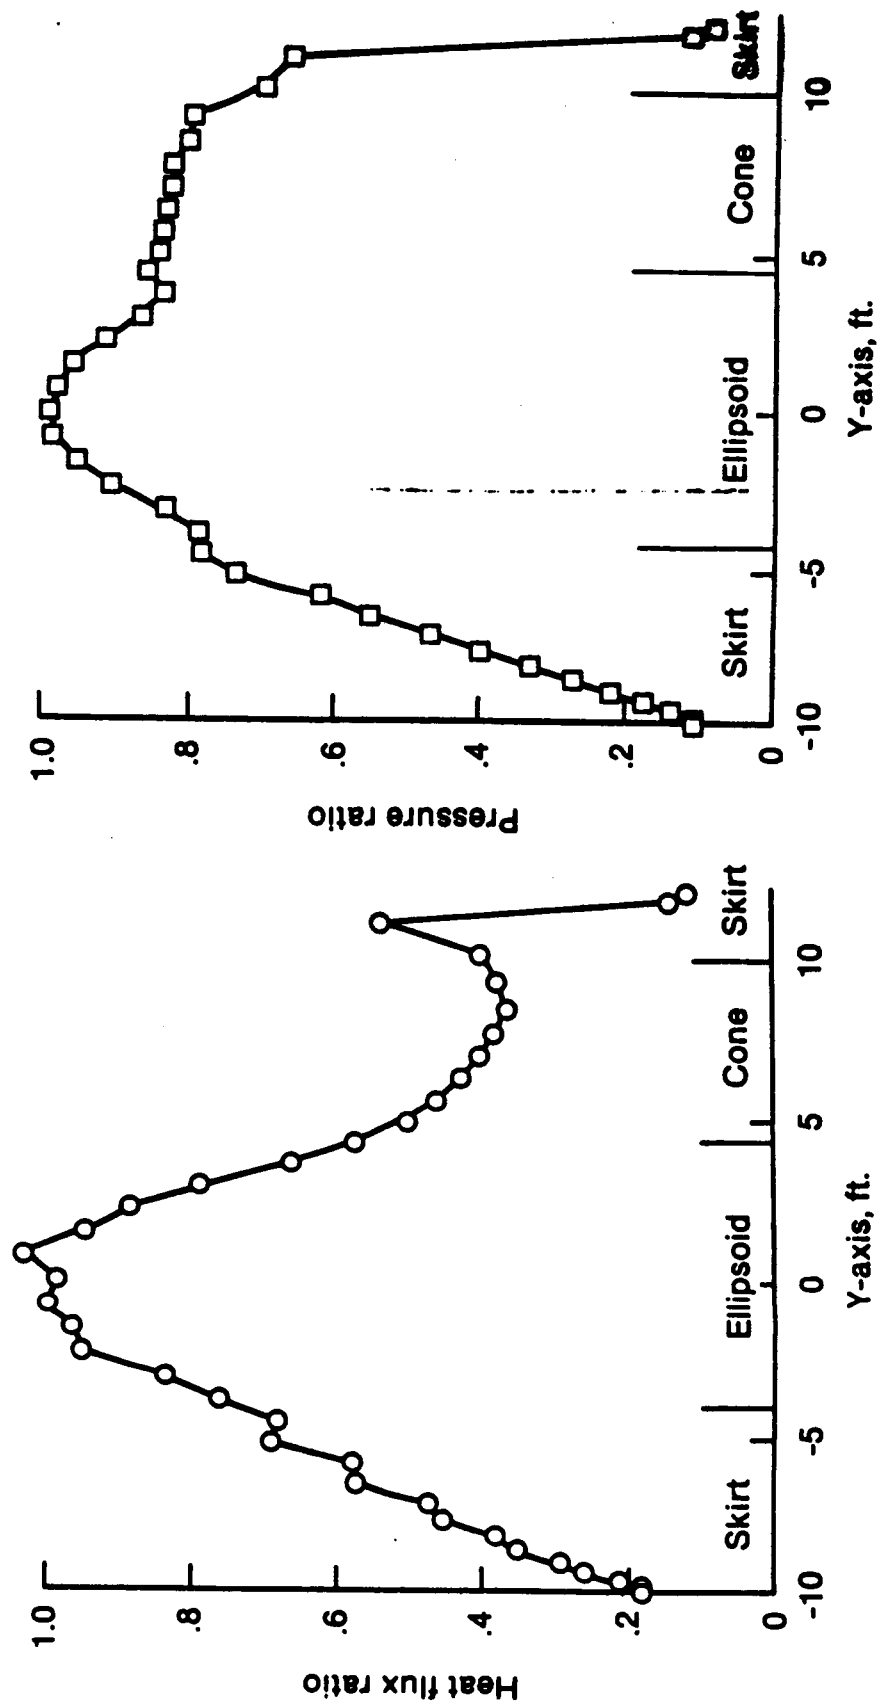 Heat flux ratio
1.0
.8
.6
.4
.2
0
Skirt
Ellipsoid
Cone
Skirt
-10
-5
0
5
10
Y-axis, ft.
Pressure ratio
1.0
.8
.6
.4
.2
0
Skirt
Ellipsoid
Cone
Skirt
-10
-5
0
5
10
Y-axis, ft.